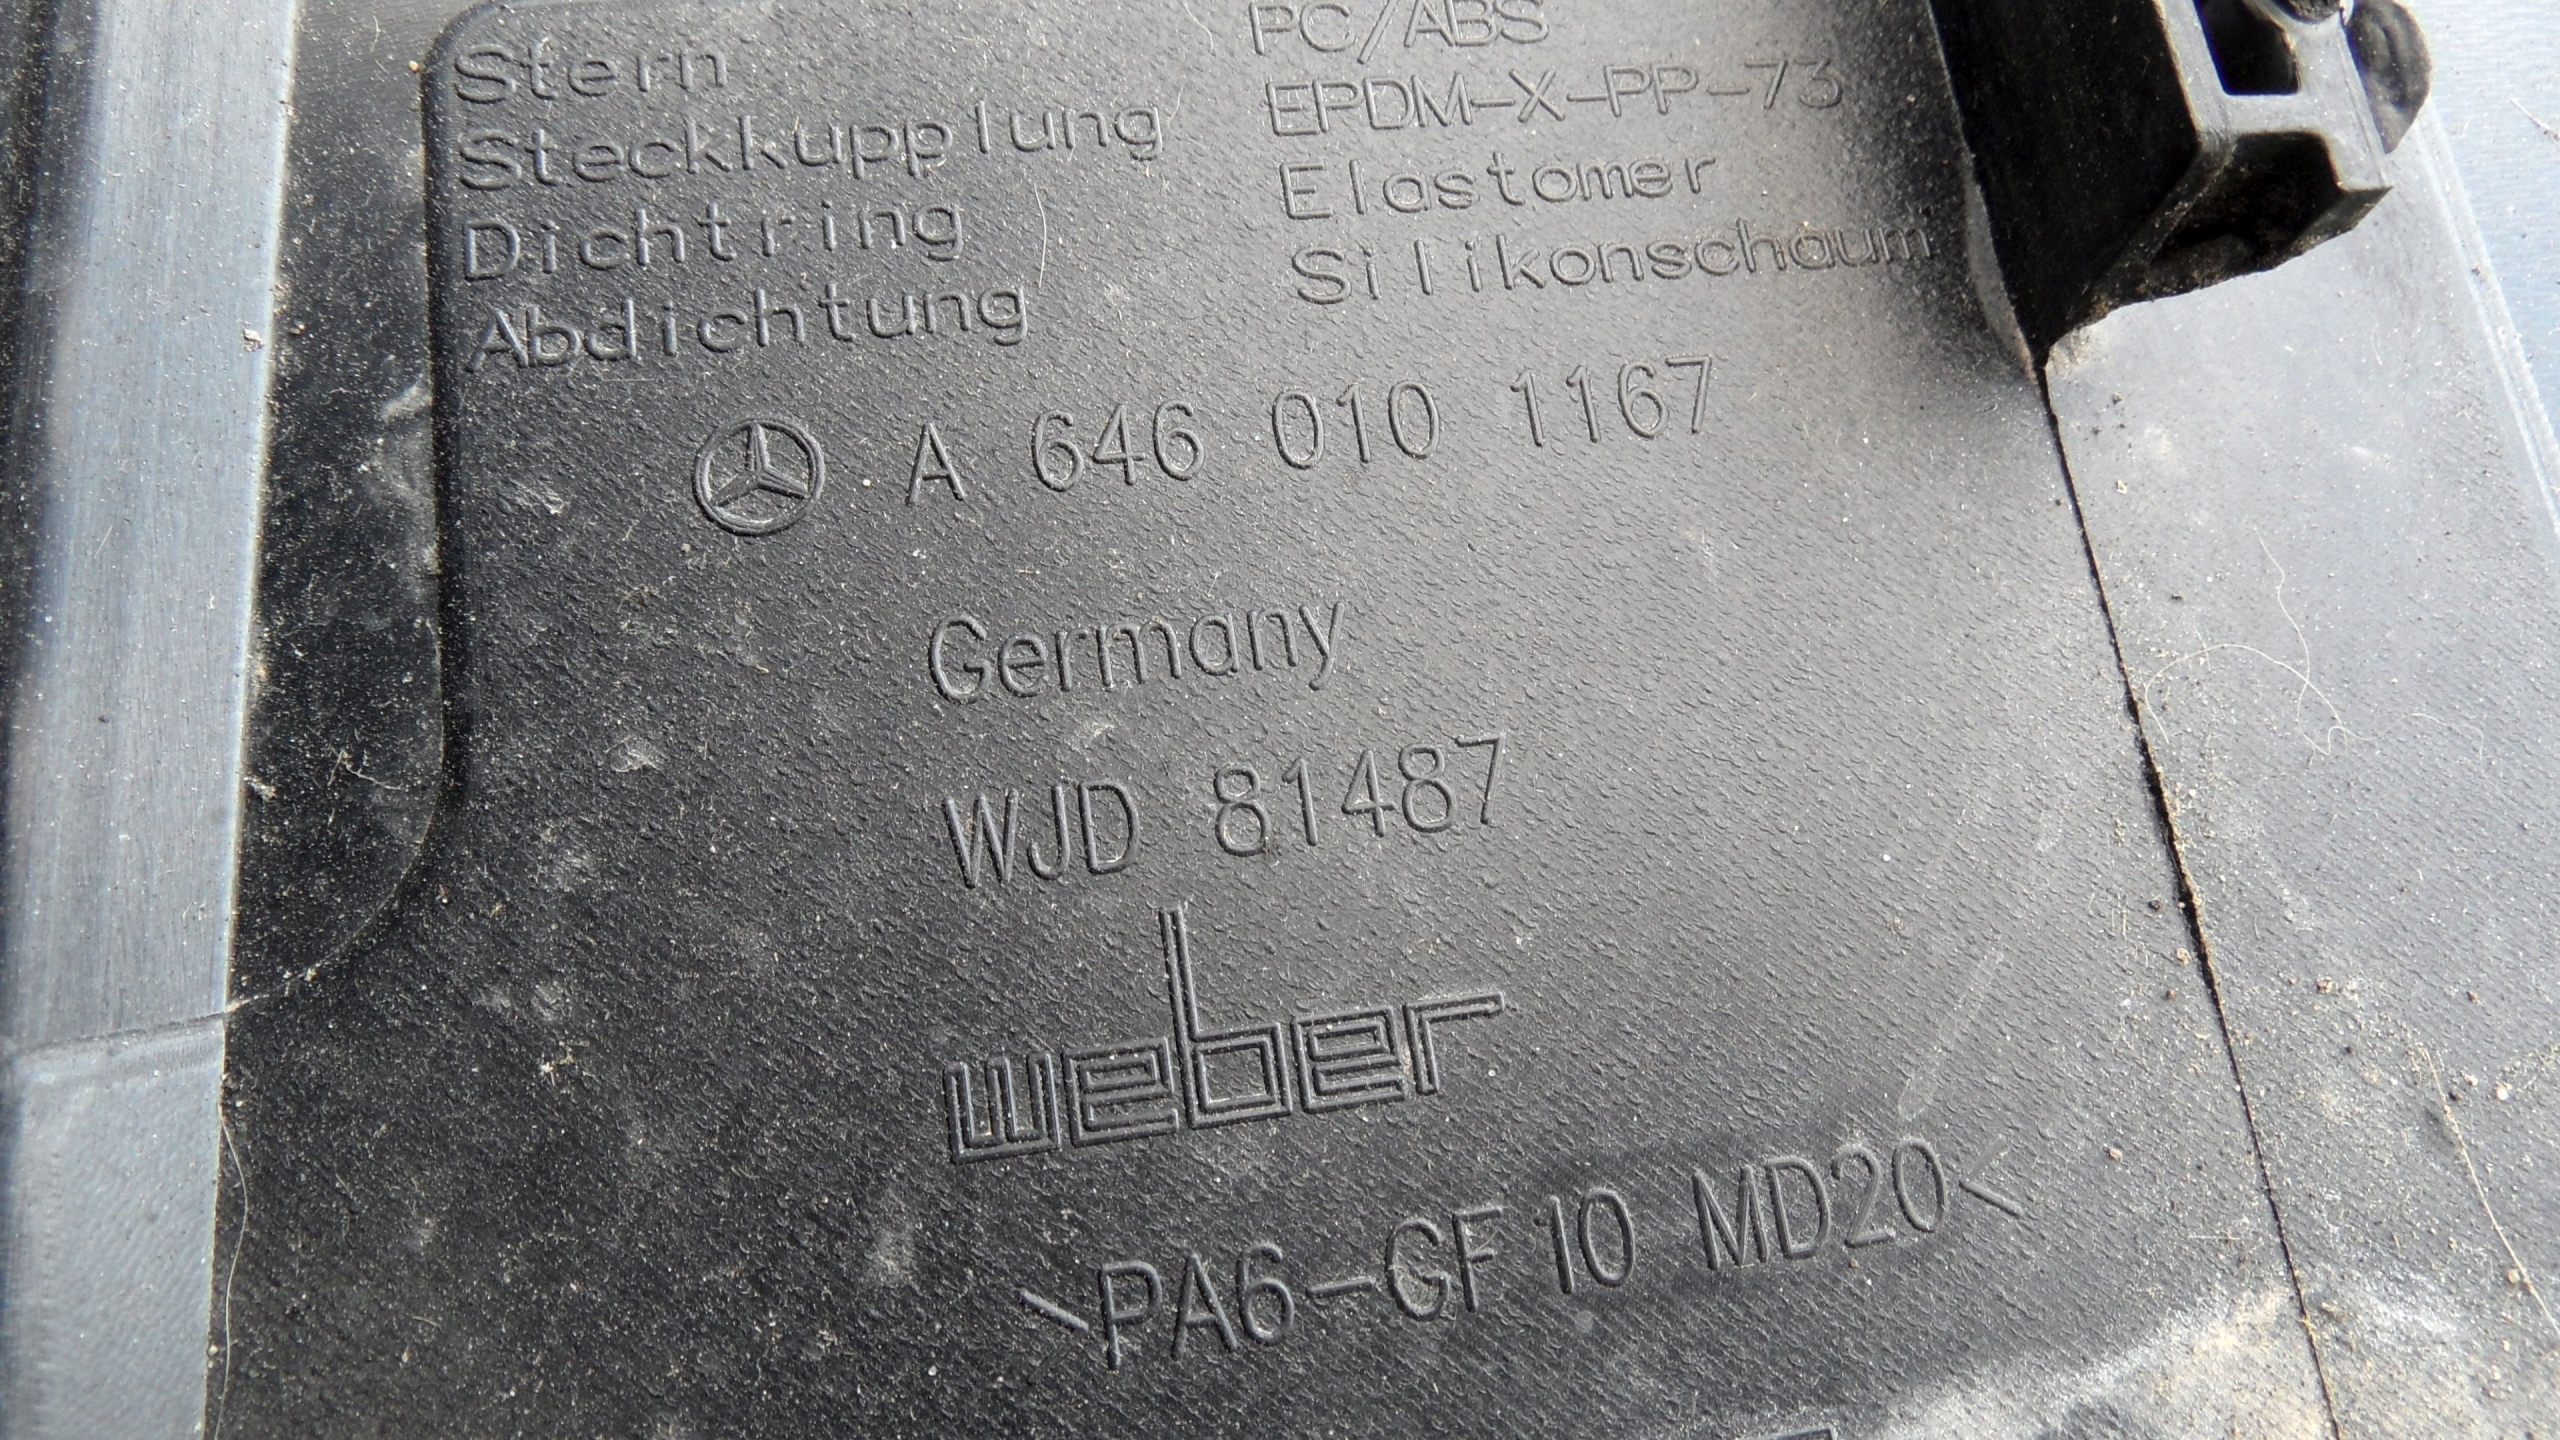 Stern PC/ABS
Steckkupplung EPDM-X-PP-73
Dichtring Elastomer
Abdichtung Silikonschaum
A 646 010 1167
Germany
WJD 81487
weber
>PA6-GF10 MD20<